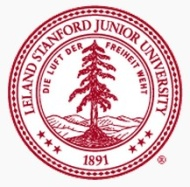 LELAND STANFORD JUNIOR UNIVERSITY
DIE LUFT DER FREIHEIT WEHT
1891
®